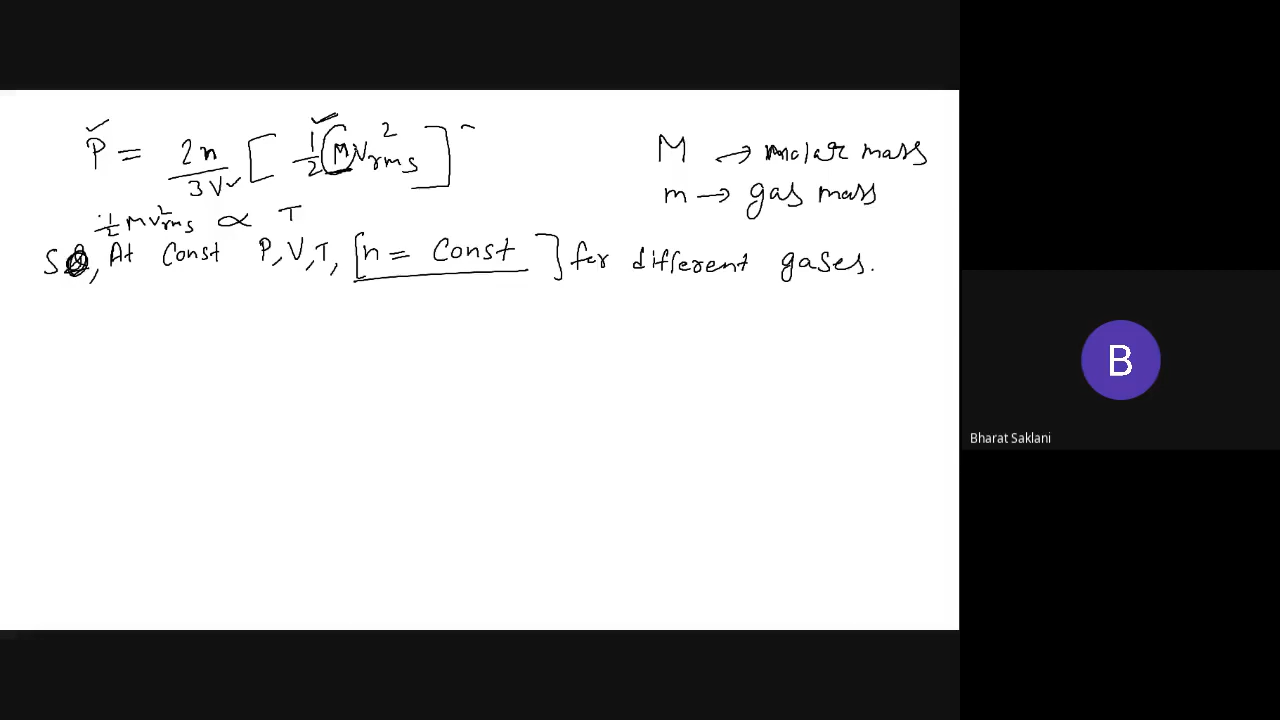 P = 2n/3V [ 1/2 M Vrms² ]
M → molar mass
m → gas mass
1/2 M V²rms ∝ T
So, At Const P, V, T, [n = Const] for different gases.
B
Bharat Saklani